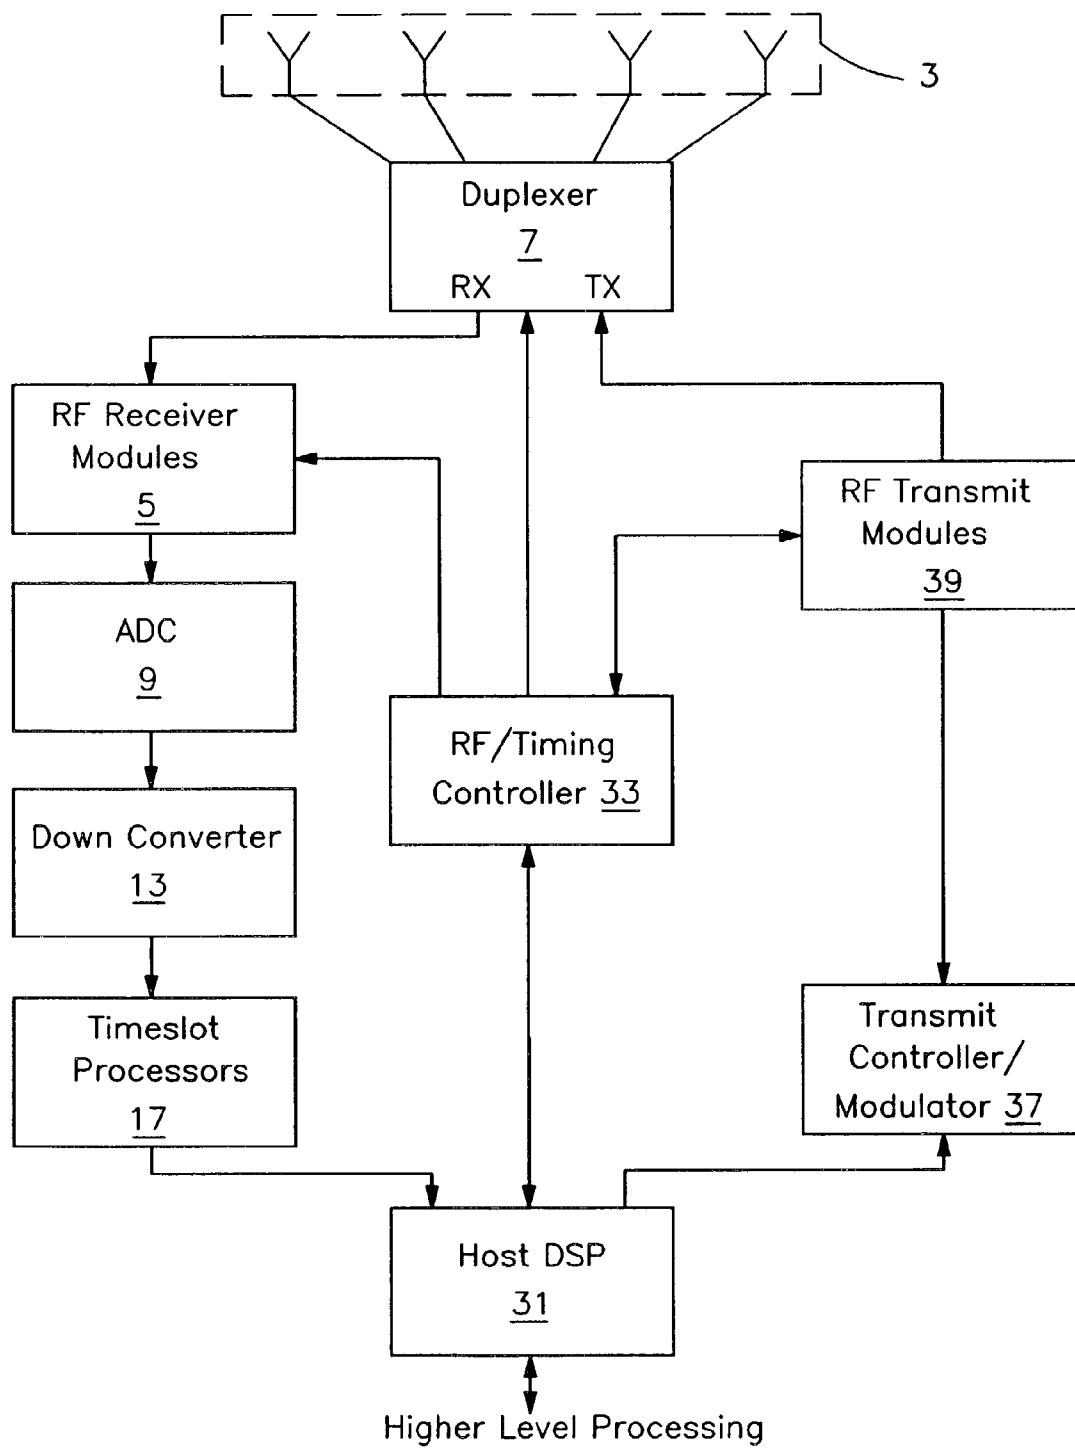 3
Duplexer
7
RX TX
RF Receiver
Modules
5
RF Transmit
Modules
39
ADC
9
RF/Timing
Controller 33
Down Converter
13
Timeslot
Processors
17
Transmit
Controller/
Modulator 37
Host DSP
31
Higher Level Processing